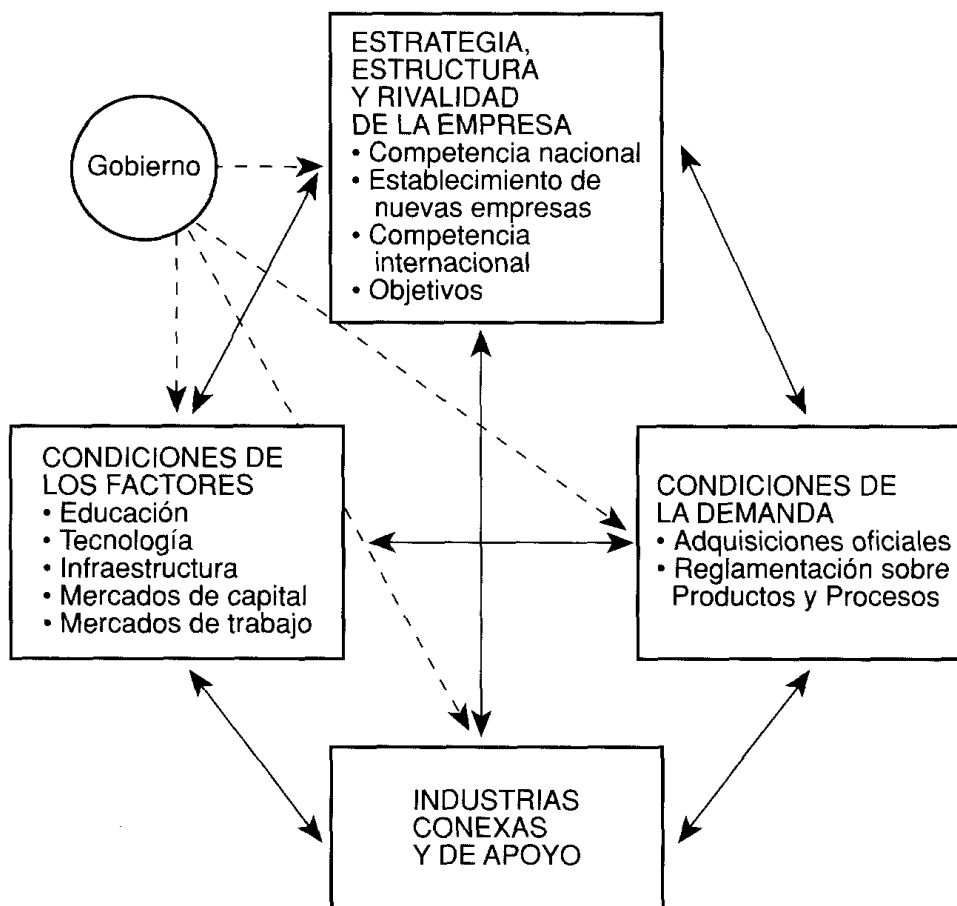 ESTRATEGIA,
ESTRUCTURA
Y RIVALIDAD
DE LA EMPRESA
• Competencia nacional
• Establecimiento de
nuevas empresas
• Competencia
internacional
• Objetivos
Gobierno
CONDICIONES DE
LOS FACTORES
• Educación
• Tecnología
• Infraestructura
• Mercados de capital
• Mercados de trabajo
CONDICIONES DE
LA DEMANDA
• Adquisiciones oficiales
• Reglamentación sobre
Productos y Procesos
INDUSTRIAS
CONEXAS
Y DE APOYO